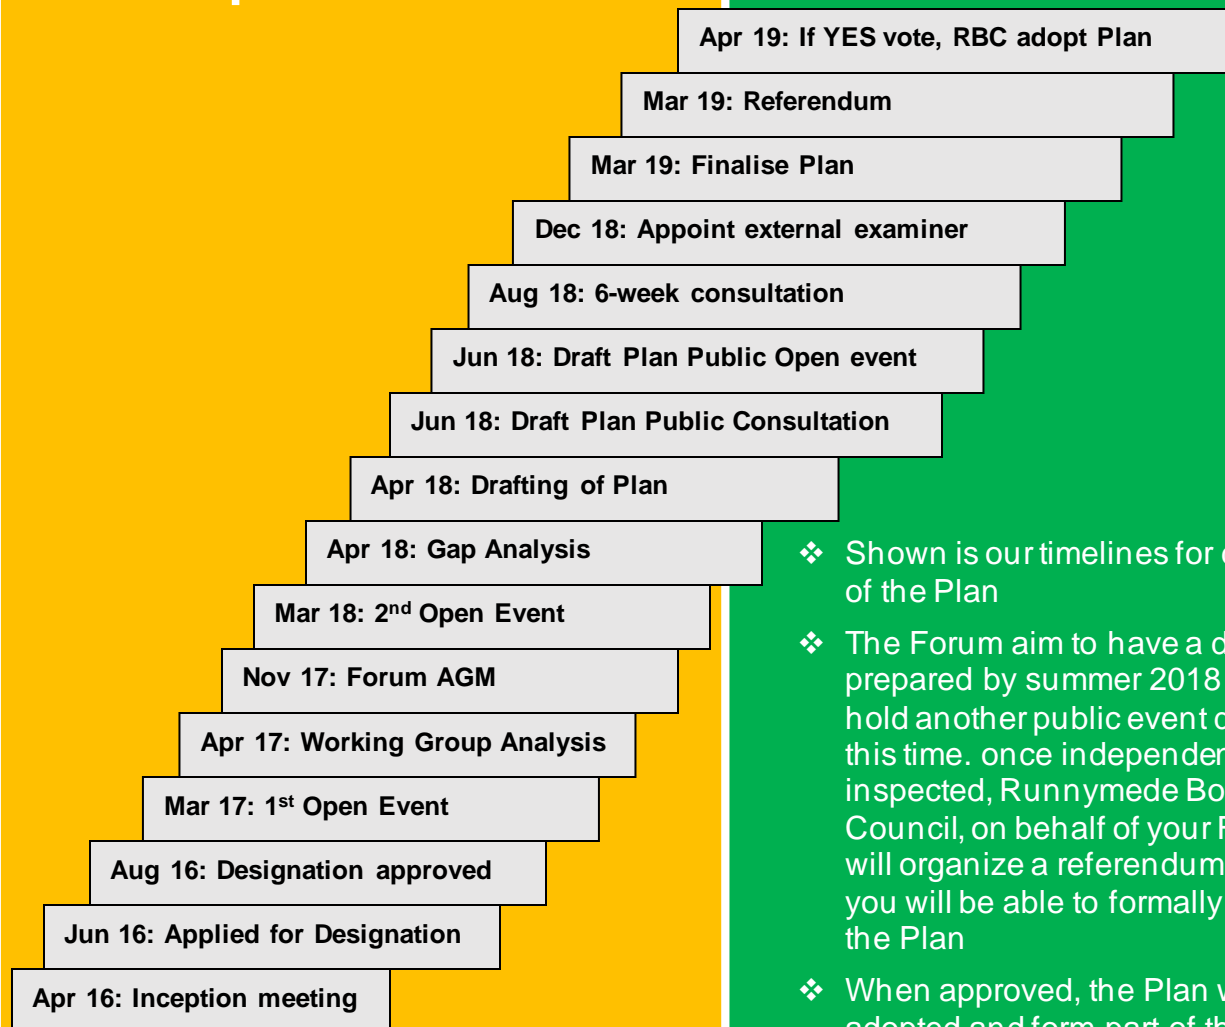 Apr 19: If YES vote, RBC adopt Plan
Mar 19: Referendum
Mar 19: Finalise Plan
Dec 18: Appoint external examiner
Aug 18: 6-week consultation
Jun 18: Draft Plan Public Open event
Jun 18: Draft Plan Public Consultation
Apr 18: Drafting of Plan
Apr 18: Gap Analysis
Mar 18: 2nd Open Event
Nov 17: Forum AGM
Apr 17: Working Group Analysis
Mar 17: 1st Open Event
Aug 16: Designation approved
Jun 16: Applied for Designation
Apr 16: Inception meeting
❖ Shown is our timelines for
of the Plan
❖ The Forum aim to have a
prepared by summer 2018
hold another public event
this time. once
inspected, Runnymede
Council, on behalf of your
will organize a referendum
you will be able to formally
the Plan
❖ When approved, the Plan
adopted and form part of